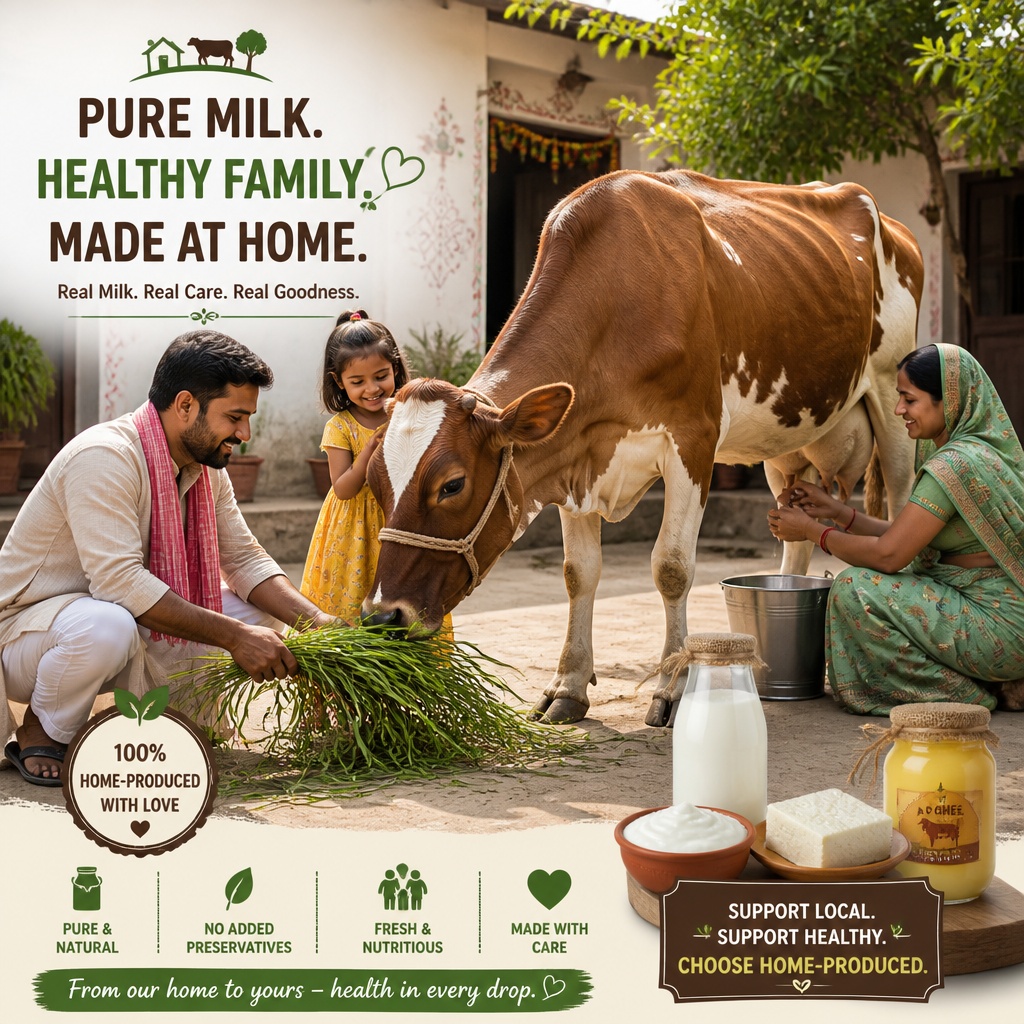 PURE MILK.
HEALTHY FAMILY.
MADE AT HOME.
Real Milk. Real Care. Real Goodness.
100%
HOME-PRODUCED
WITH LOVE
PURE &
NATURAL
NO ADDED
PRESERVATIVES
FRESH &
NUTRITIOUS
MADE WITH
CARE
From our home to yours – health in every drop.
GHEE
SUPPORT LOCAL.
SUPPORT HEALTHY.
CHOOSE HOME-PRODUCED.